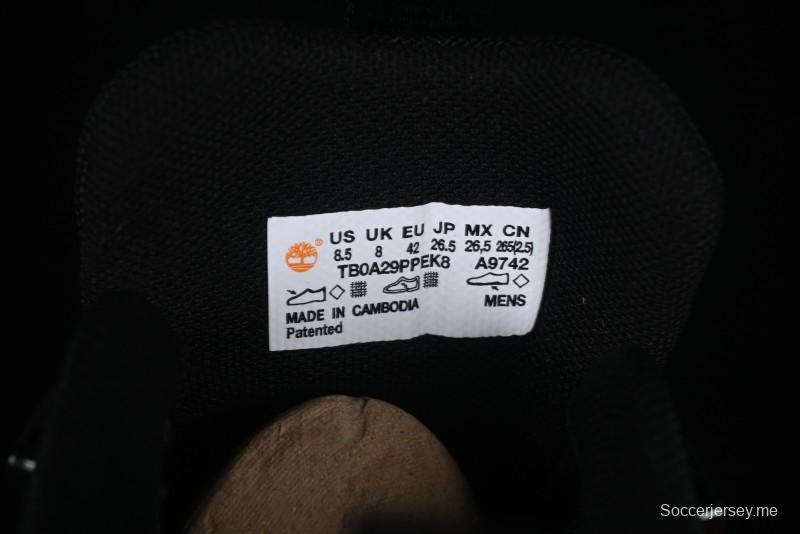 ®
US UK EU JP MX CN
8.5 8 42 26.5 26,5 265(2.5)
TB0A29PPEK8 A9742
MADE IN CAMBODIA MENS
Patented
Soccerjersey.me